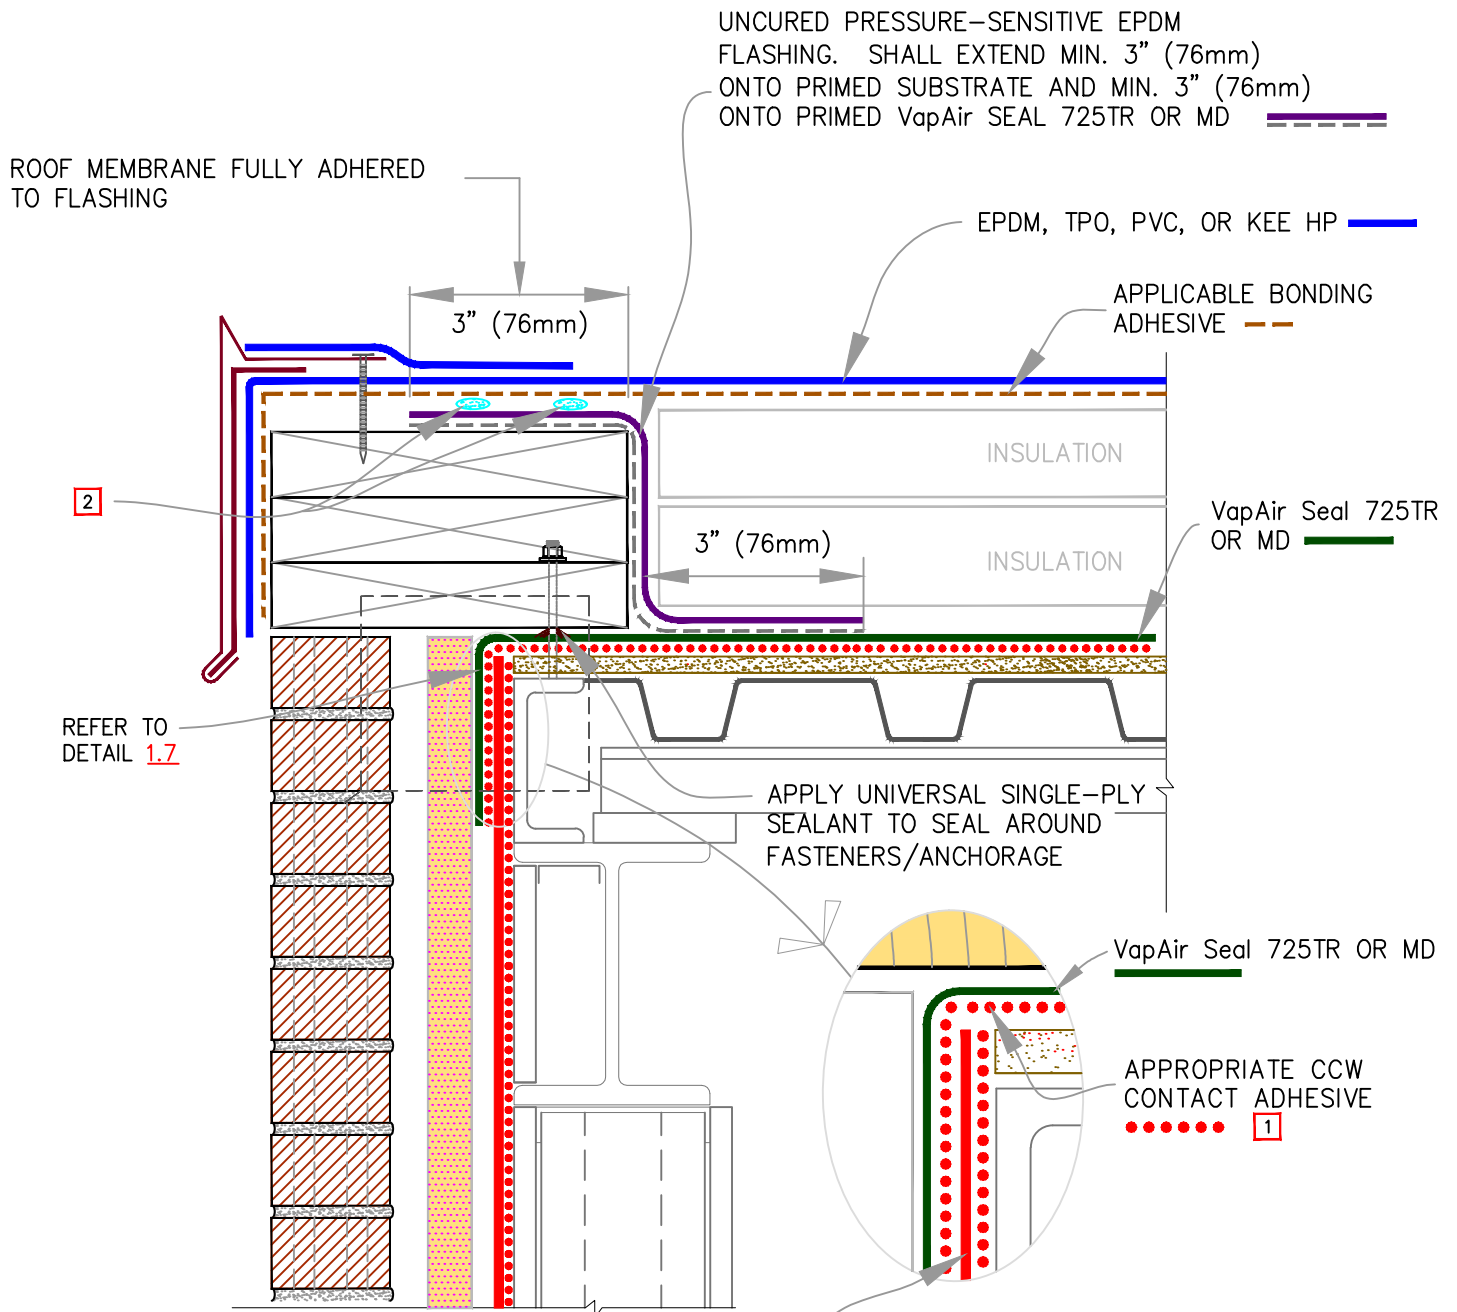 UNCURED PRESSURE-SENSITIVE EPDM
FLASHING. SHALL EXTEND MIN. 3” (76mm)
ONTO PRIMED SUBSTRATE AND MIN. 3” (76mm)
ONTO PRIMED VapAir SEAL 725TR OR MD
ROOF MEMBRANE FULLY ADHERED
TO FLASHING
EPDM, TPO, PVC, OR KEE HP
APPLICABLE BONDING
ADHESIVE
3” (76mm)
INSULATION
2
VapAir Seal 725TR
OR MD
3” (76mm)
INSULATION
REFER TO
DETAIL 1.7
APPLY UNIVERSAL SINGLE-PLY
SEALANT TO SEAL AROUND
FASTENERS/ANCHORAGE
VapAir Seal 725TR OR MD
APPROPRIATE CCW
CONTACT ADHESIVE
1